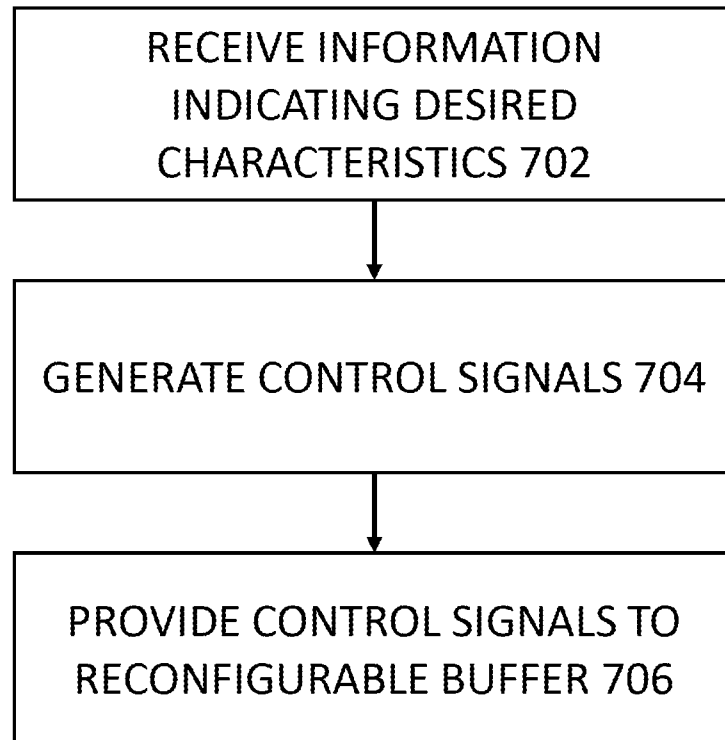 RECEIVE INFORMATION
INDICATING DESIRED
CHARACTERISTICS 702
GENERATE CONTROL SIGNALS 704
PROVIDE CONTROL SIGNALS TO
RECONFIGURABLE BUFFER 706